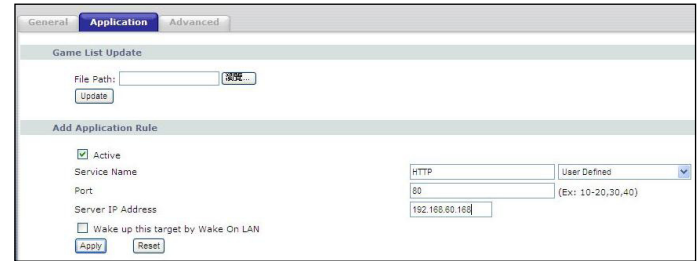 General Application Advanced
Game List Update
File Path: 瀏覽...
Update
Add Application Rule
Active
Service Name HTTP User Defined
Port 80 (Ex: 10-20,30,40)
Server IP Address 192.168.60.168
Wake up this target by Wake On LAN
Apply Reset